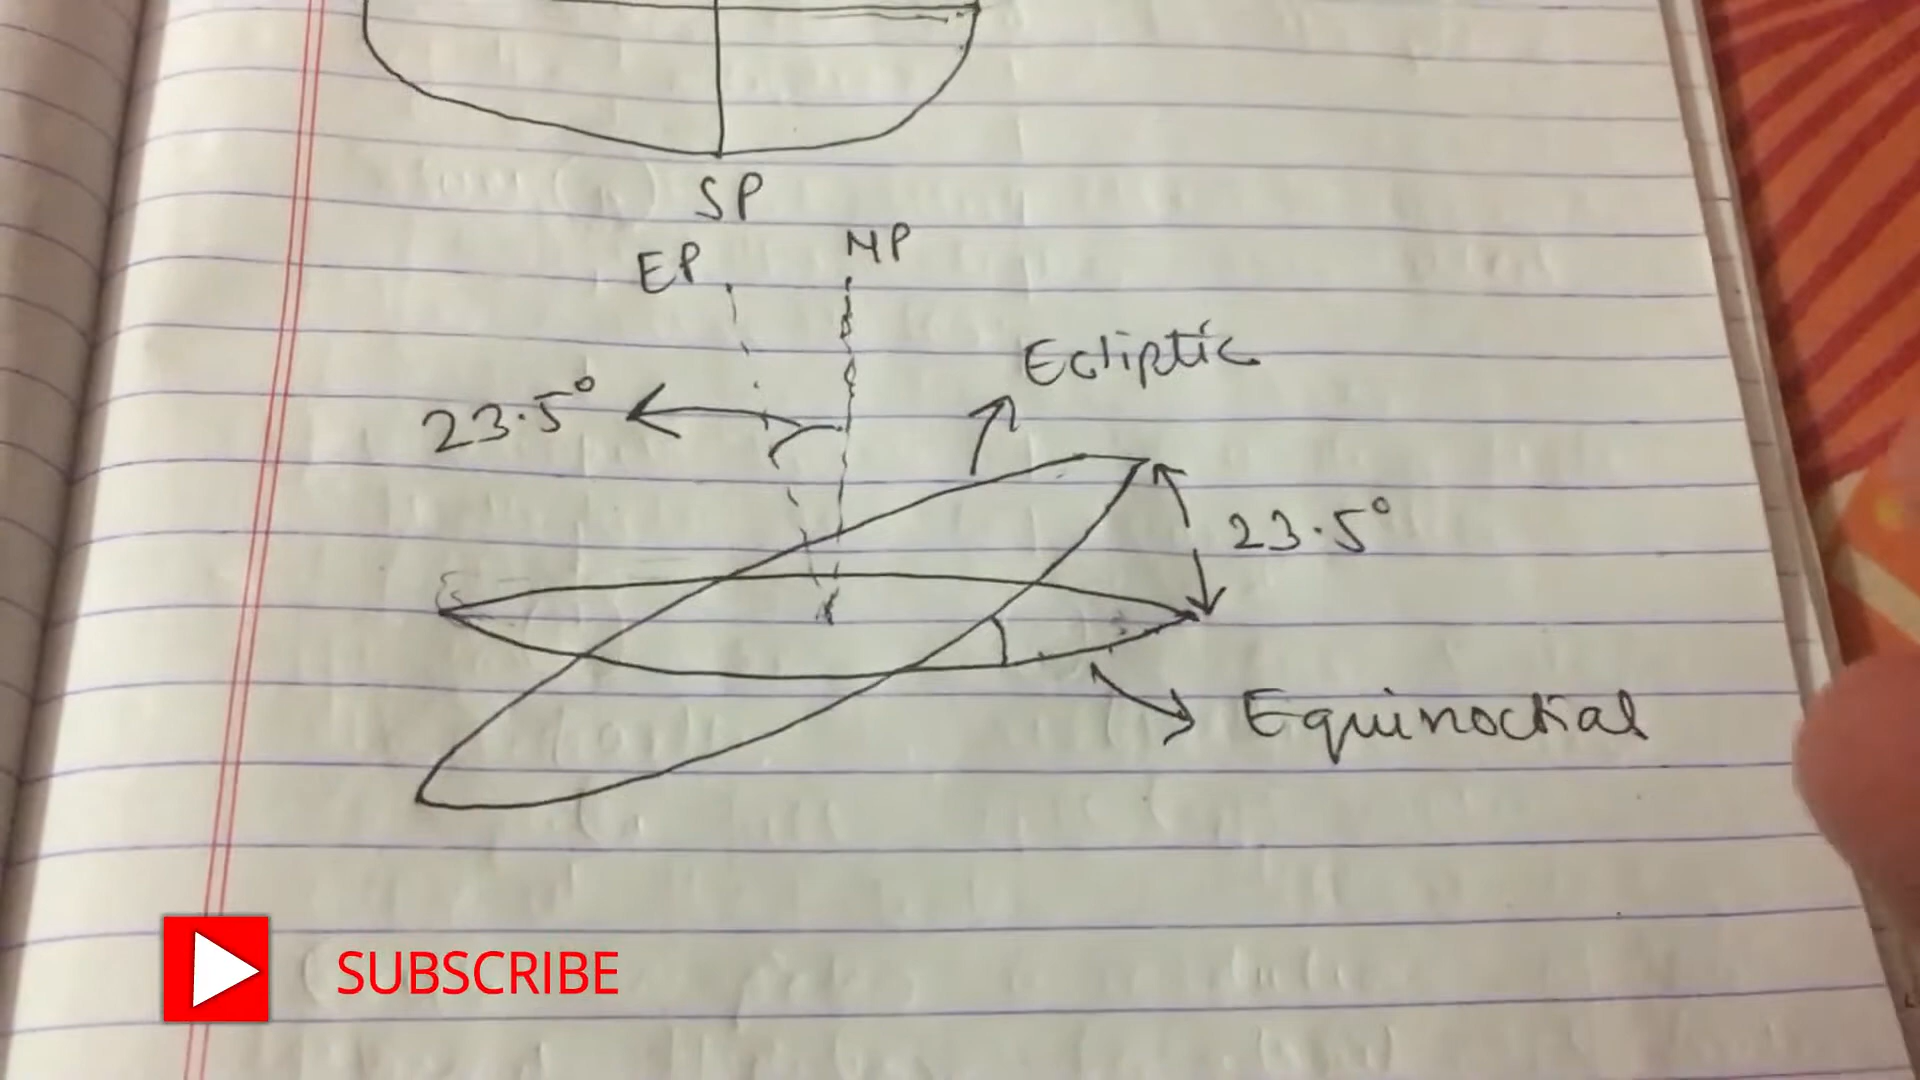 SP
EP
NP
Ecliptic
23.5°
23.5°
Equinoctial
SUBSCRIBE